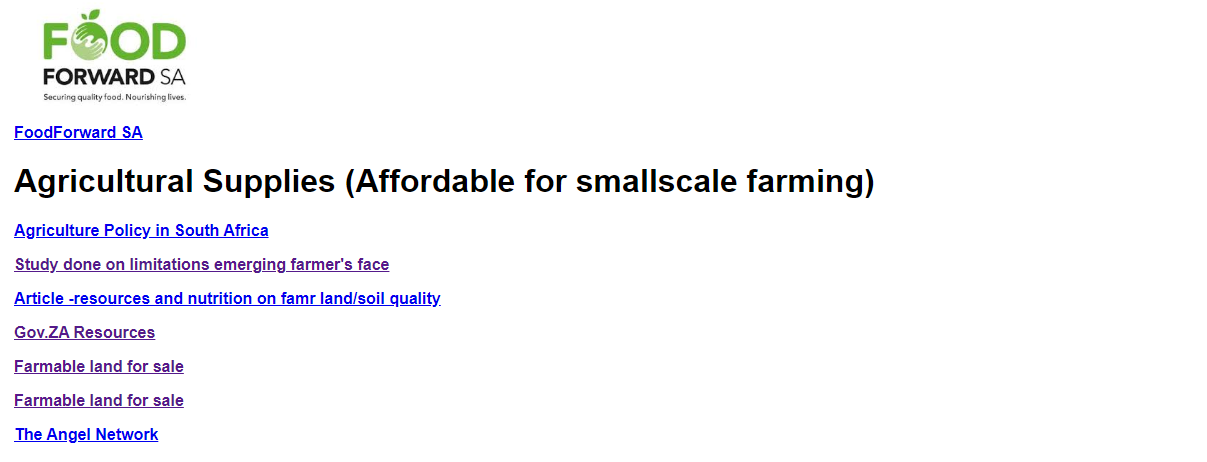 FOOD
FORWARD SA
Securing quality food. Nourishing lives.
FoodForward SA
Agricultural Supplies (Affordable for smallscale farming)
Agriculture Policy in South Africa
Study done on limitations emerging farmer's face
Article -resources and nutrition on famr land/soil quality
Gov.ZA Resources
Farmable land for sale
Farmable land for sale
The Angel Network